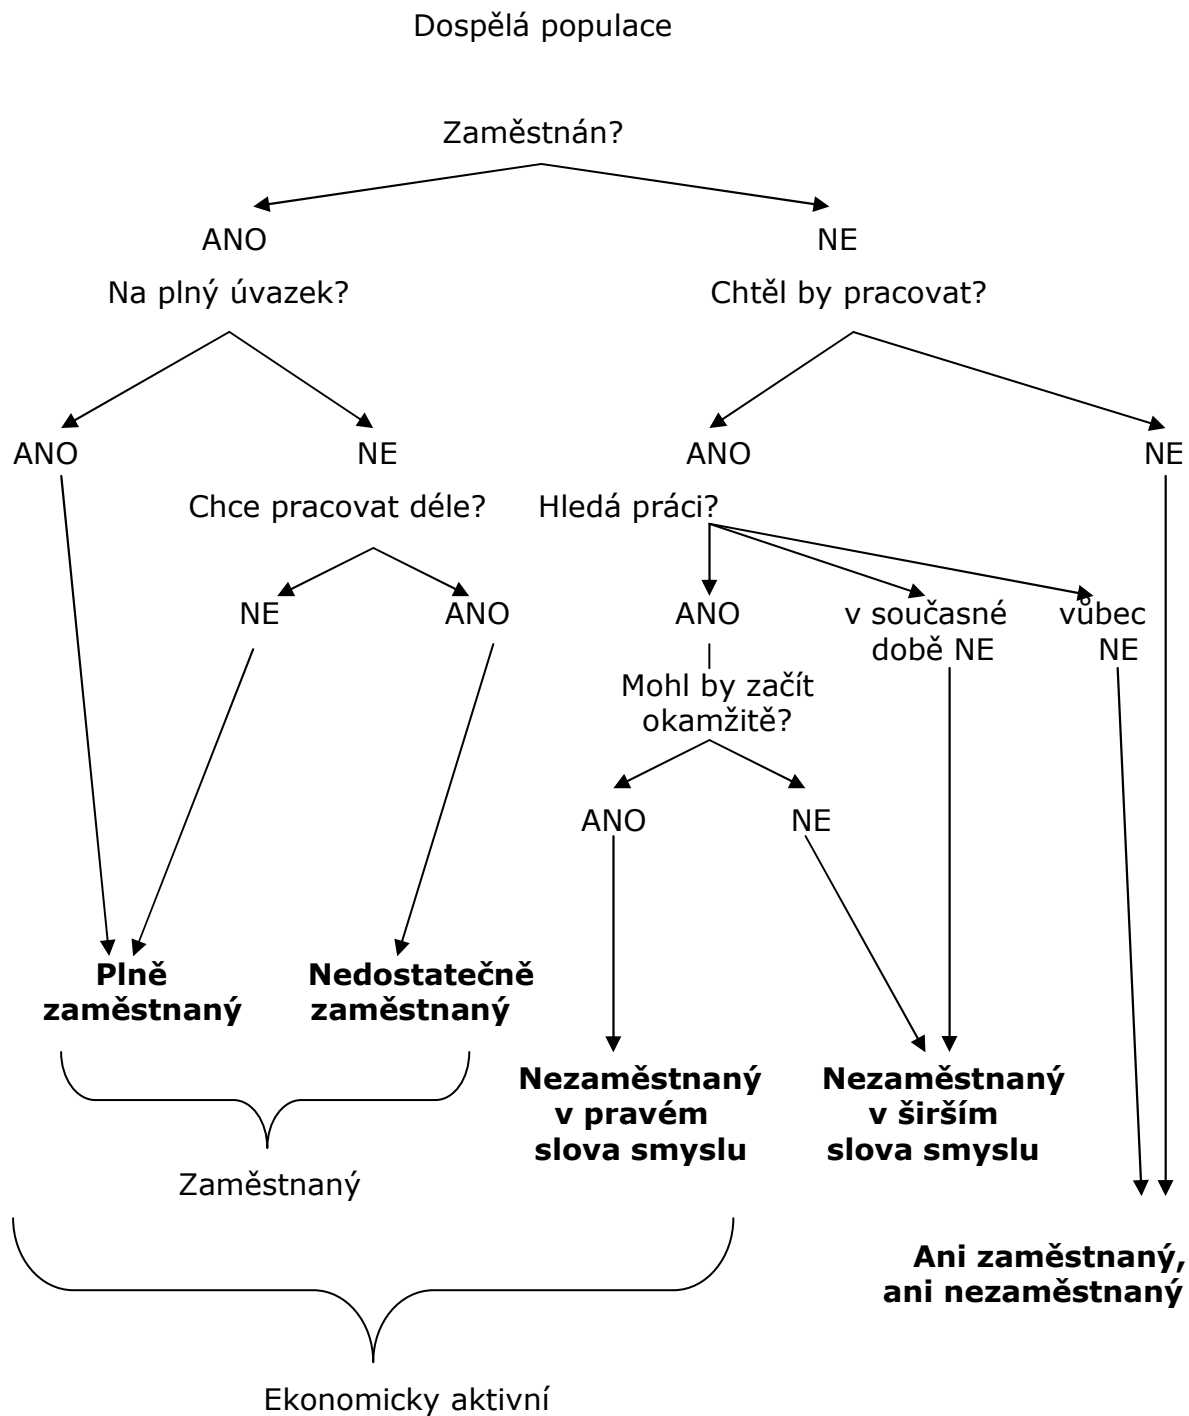 Dospělá populace
Zaměstnán?
ANO
NE
Na plný úvazek?
Chtěl by pracovat?
ANO
NE
ANO
NE
Chce pracovat déle?
Hledá práci?
NE
ANO
ANO
v současné
době NE
vůbec
NE
Mohl by začít
okamžitě?
ANO
NE
Plně
zaměstnaný
Nedostatečně
zaměstnaný
Nezaměstnaný
v pravém
slova smyslu
Nezaměstnaný
v širším
slova smyslu
Zaměstnaný
Ani zaměstnaný,
ani nezaměstnaný
Ekonomicky aktivní